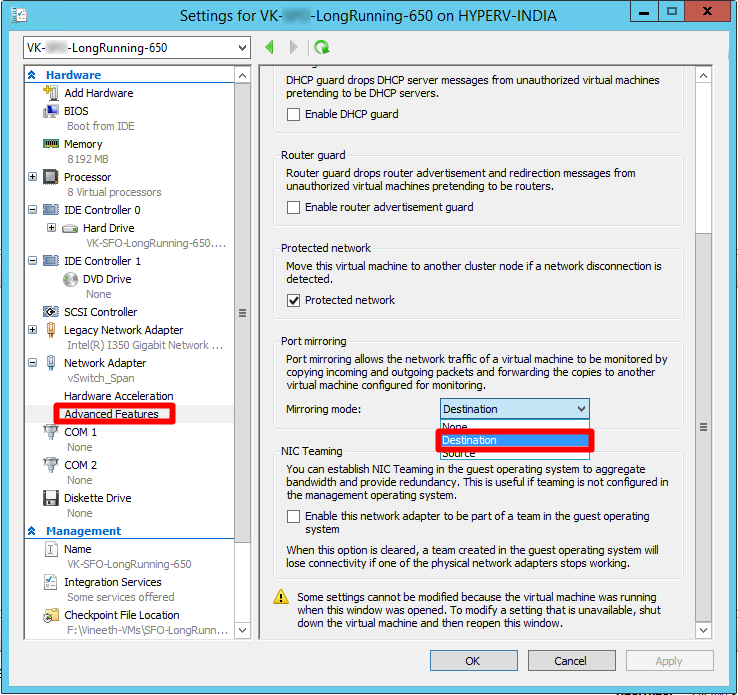 Settings for VK- -LongRunning-650 on HYPERV-INDIA
VK- -LongRunning-650
Hardware
Add Hardware
BIOS
Boot from IDE
Memory
8192 MB
Processor
8 Virtual processors
IDE Controller 0
Hard Drive
VK-SFO-LongRunning-650....
IDE Controller 1
DVD Drive
None
SCSI Controller
Legacy Network Adapter
Intel(R) I350 Gigabit Network ...
Network Adapter
vSwitch_Span
Hardware Acceleration
Advanced Features
COM 1
None
COM 2
None
Diskette Drive
None
Management
Name
VK-SFO-LongRunning-650
Integration Services
Some services offered
Checkpoint File Location
F:\Vineeth-VMs\SFO-LongRunn...
DHCP guard drops DHCP server messages from unauthorized virtual machines
pretending to be DHCP servers.
Enable DHCP guard
Router guard
Router guard drops router advertisement and redirection messages from
unauthorized virtual machines pretending to be routers.
Enable router advertisement guard
Protected network
Move this virtual machine to another cluster node if a network disconnection is
detected.
Protected network
Port mirroring
Port mirroring allows the network traffic of a virtual machine to be monitored by
copying incoming and outgoing packets and forwarding the copies to another
virtual machine configured for monitoring.
Mirroring mode:
Destination
None
Destination
Source
NIC Teaming
You can establish NIC Teaming in the guest operating system to aggregate
bandwidth and provide redundancy. This is useful if teaming is not configured in
the management operating system.
Enable this network adapter to be part of a team in the guest operating
system
When this option is cleared, a team created in the guest operating system will
lose connectivity if one of the physical network adapters stops working.
Some settings cannot be modified because the virtual machine was running
when this window was opened. To modify a setting that is unavailable, shut
down the virtual machine and then reopen this window.
OK
Cancel
Apply